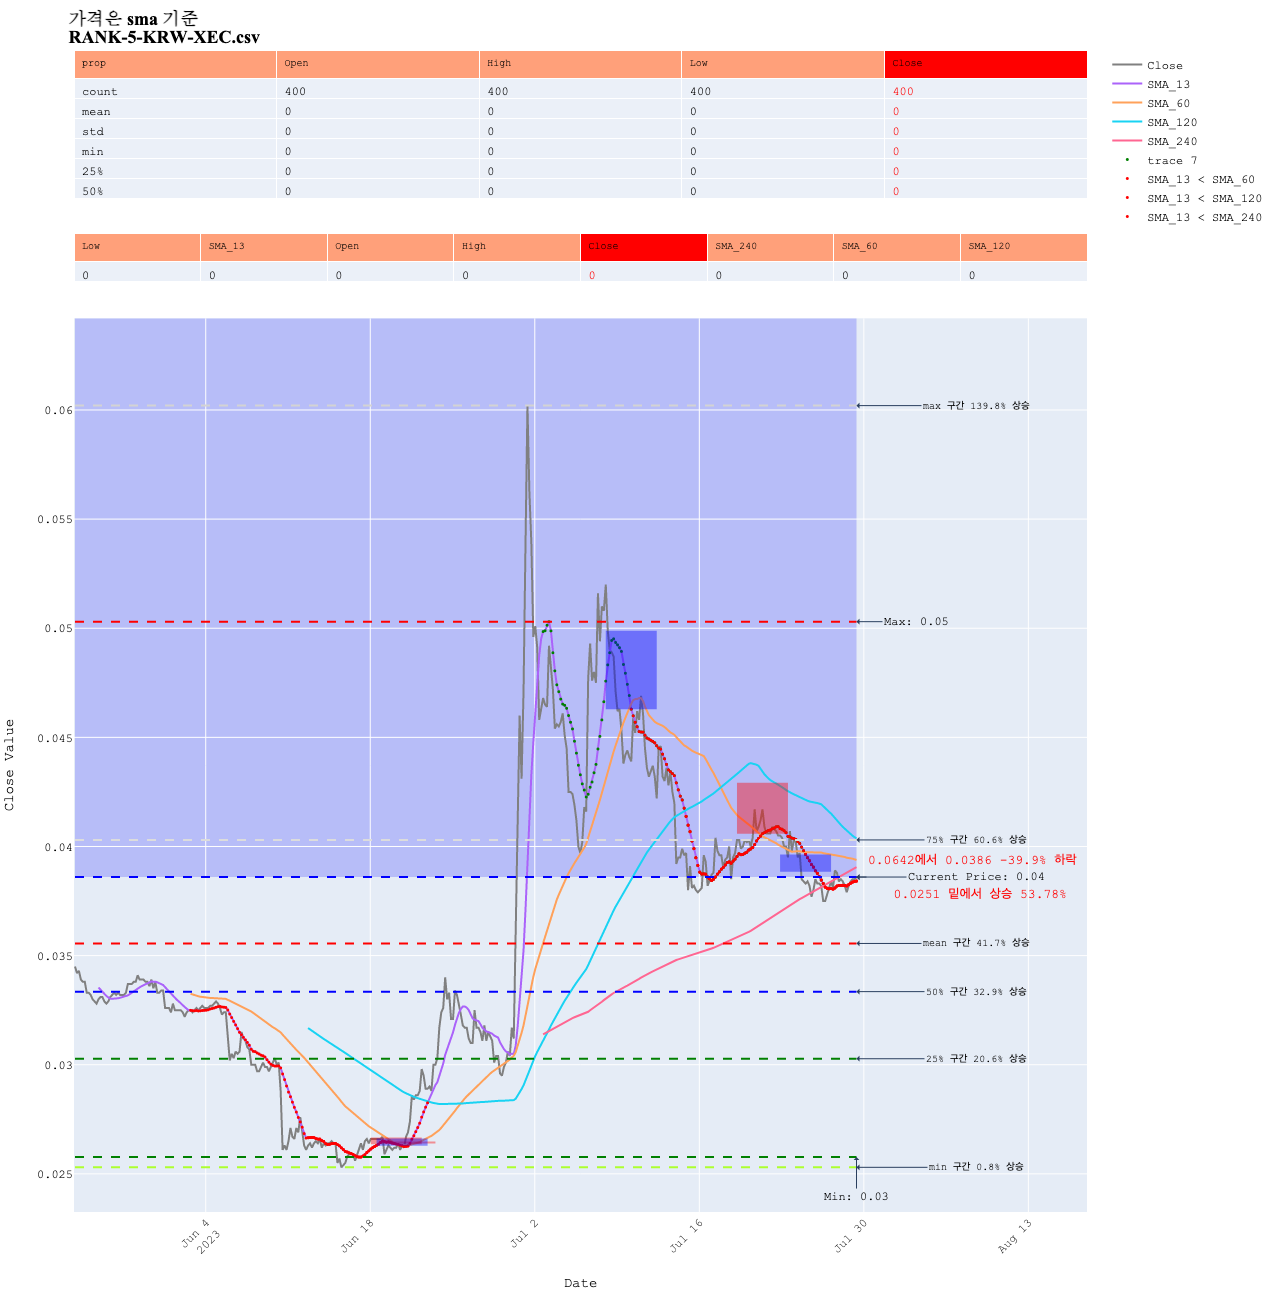 가격은 sma 기준
RANK-5-KRW-XEC.csv
prop Open High Low Close
count 400 400 400 400
mean 0 0 0 0
std 0 0 0 0
min 0 0 0 0
25% 0 0 0 0
50% 0 0 0 0
Close
SMA_13
SMA_60
SMA_120
SMA_240
trace 7
SMA_13 < SMA_60
SMA_13 < SMA_120
SMA_13 < SMA_240
Low SMA_13 Open High Close SMA_240 SMA_60 SMA_120
0 0 0 0 0 0 0 0
0.06
0.055
0.05
0.045
0.04
0.035
0.03
0.025
Close Value
max 구간 139.8% 상승
Max: 0.05
75% 구간 60.6% 상승
0.0642에서 0.0386 -39.9% 하락
Current Price: 0.04
0.0251 밑에서 상승 53.78%
mean 구간 41.7% 상승
50% 구간 32.9% 상승
25% 구간 20.6% 상승
min 구간 0.8% 상승
Min: 0.03
Jun 4
2023
Jun 18
Jul 2
Jul 16
Jul 30
Aug 13
Date